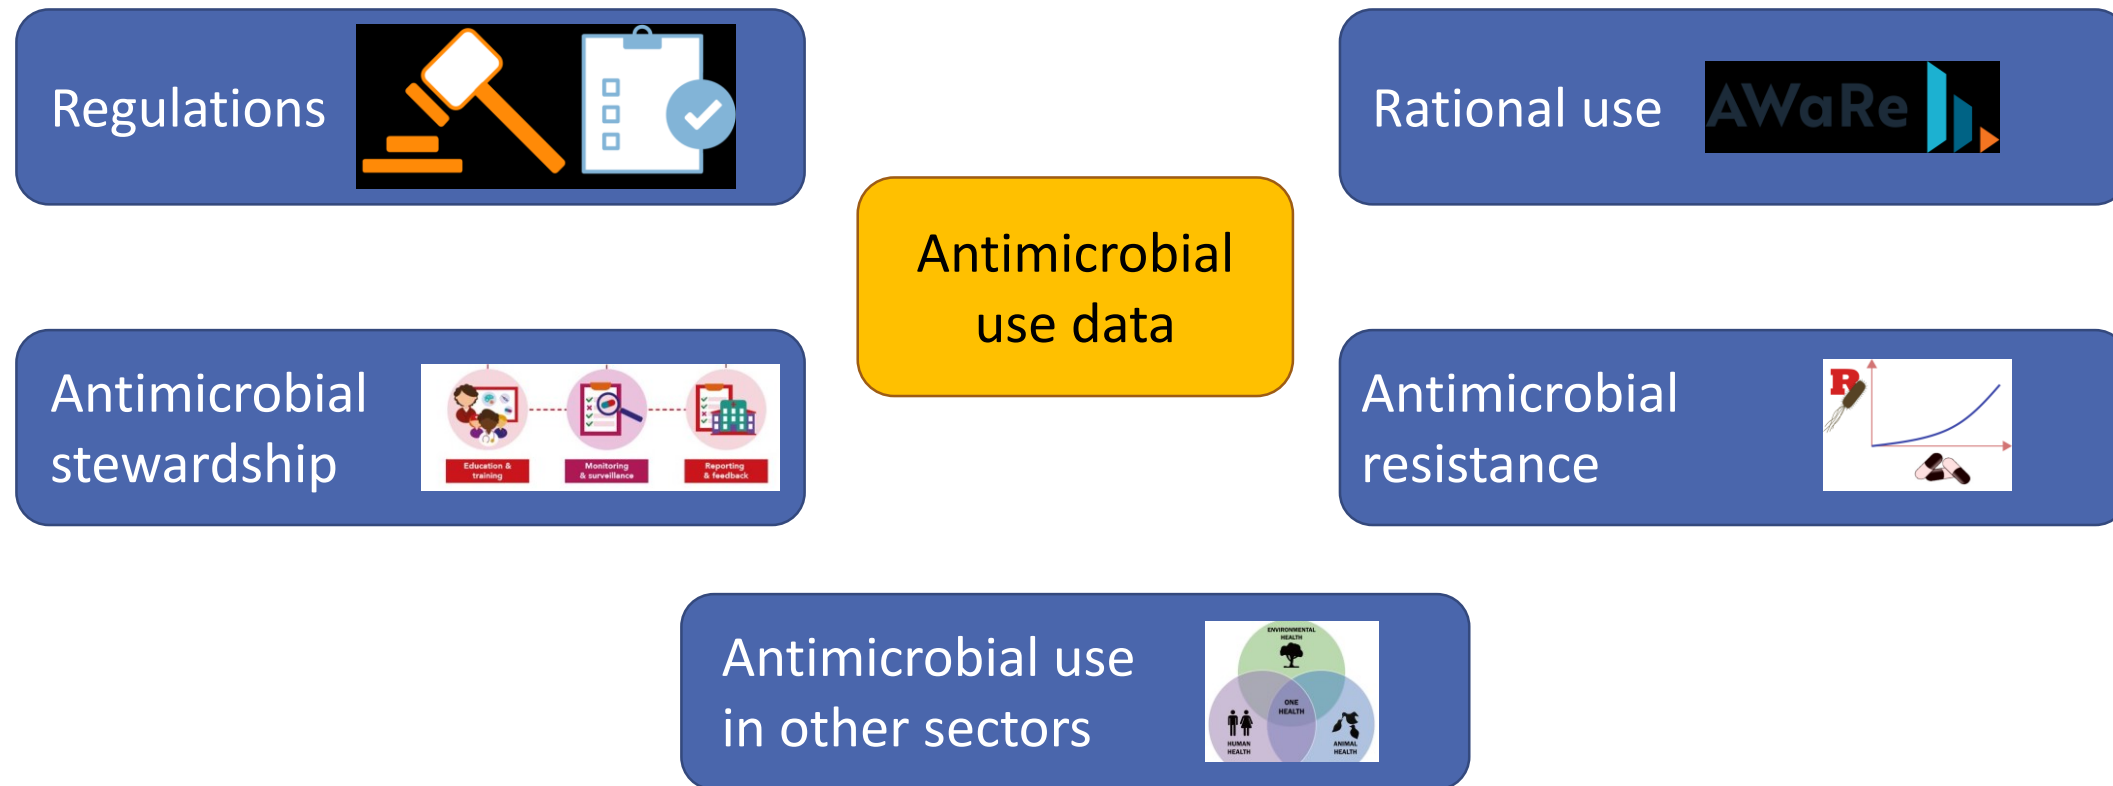 Regulations
Rational use
AWaRe
Antimicrobial
use data
Antimicrobial
stewardship
Education &
training
Monitoring
& surveillance
Reporting
& feedback
Antimicrobial
resistance
R
Antimicrobial use
in other sectors
ENVIRONMENTAL
HEALTH
ONE
HEALTH
HUMAN
HEALTH
ANIMAL
HEALTH